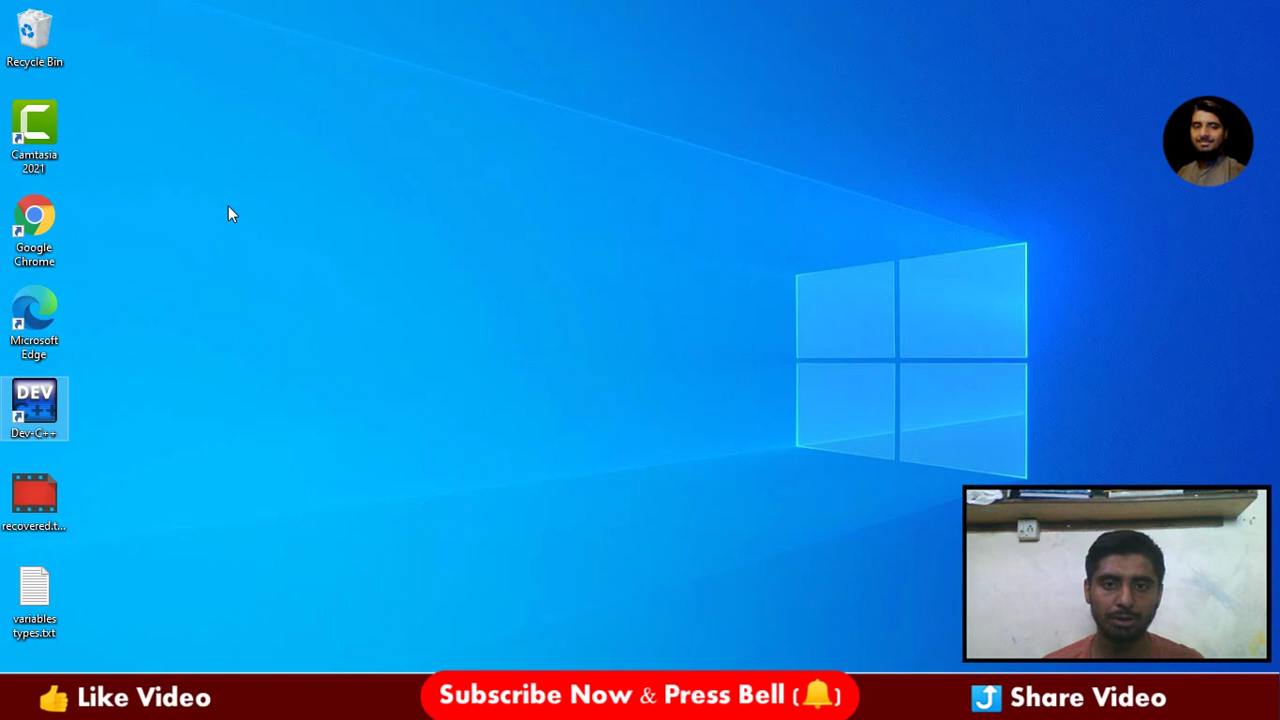 Recycle Bin
Camtasia
2021
Google
Chrome
Microsoft
Edge
DEV
C++
Dev-C++
recovered.t...
variables
types.txt
👍 Like Video
Subscribe Now & Press Bell (🔔)
Share Video